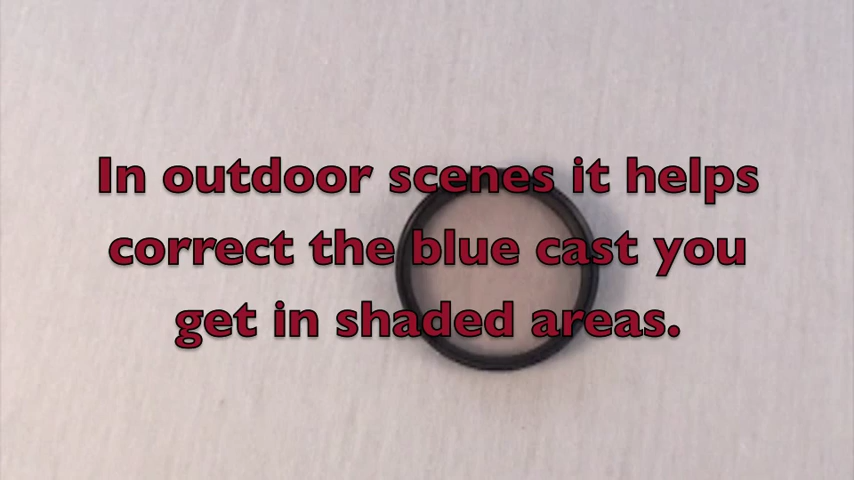 In outdoor scenes it helps
correct the blue cast you
get in shaded areas.